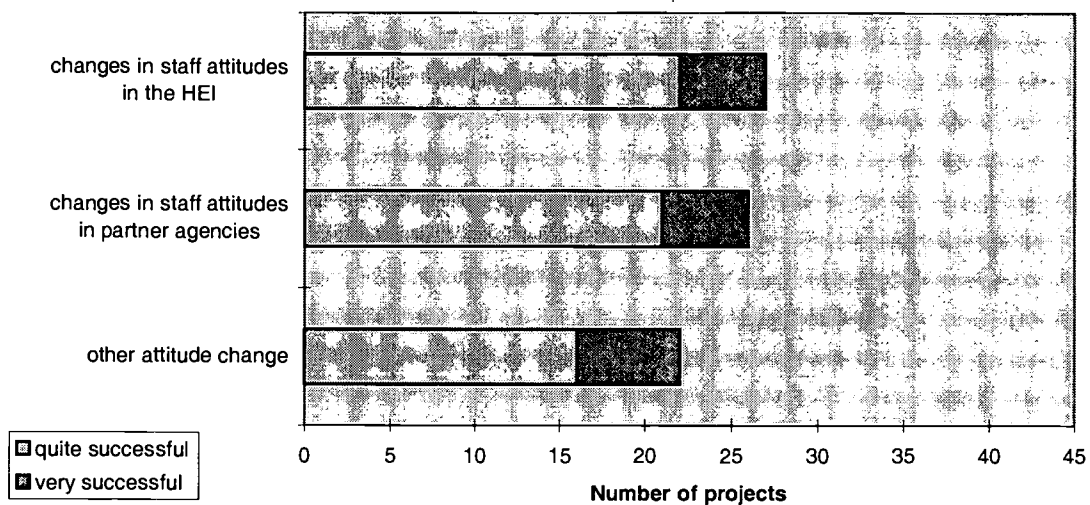 changes in staff attitudes
in the HEI
changes in staff attitudes
in partner agencies
other attitude change
quite successful
very successful
0 5 10 15 20 25 30 35 40 45
Number of projects